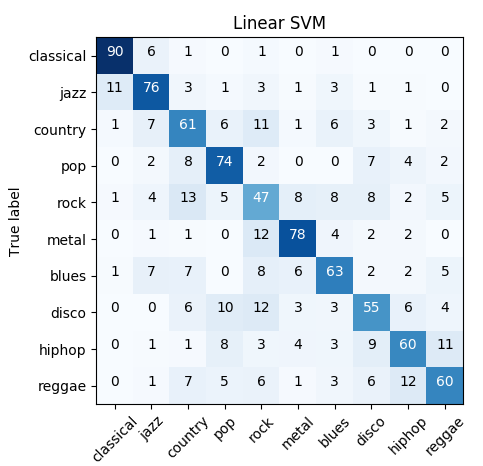 Linear SVM
True label
classical 90 6 1 0 1 0 1 0 0 0
jazz 11 76 3 1 3 1 3 1 1 0
country 1 7 61 6 11 1 6 3 1 2
pop 0 2 8 74 2 0 0 7 4 2
rock 1 4 13 5 47 8 8 8 2 5
metal 0 1 1 0 12 78 4 2 2 0
blues 1 7 7 0 8 6 63 2 2 5
disco 0 0 6 10 12 3 3 55 6 4
hiphop 0 1 1 8 3 4 3 9 60 11
reggae 0 1 7 5 6 1 3 6 12 60
classical jazz country pop rock metal blues disco hiphop reggae